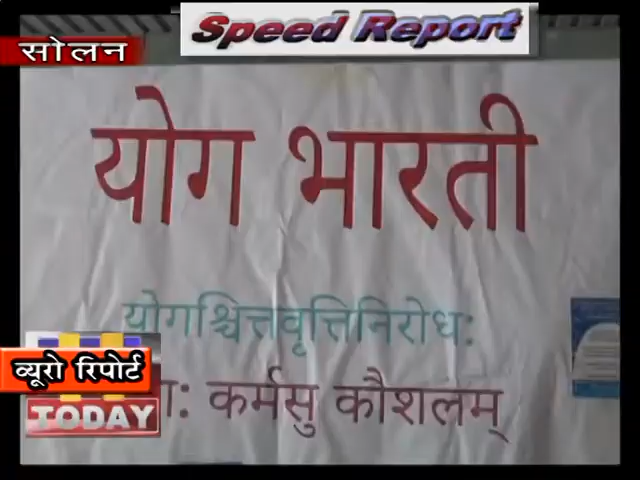 Speed Report
सोलन
योग भारती
योगश्चित्तवृत्तिनिरोधः
व्यूरो रिपोर्ट
कर्मसु कौशलम्
TODAY